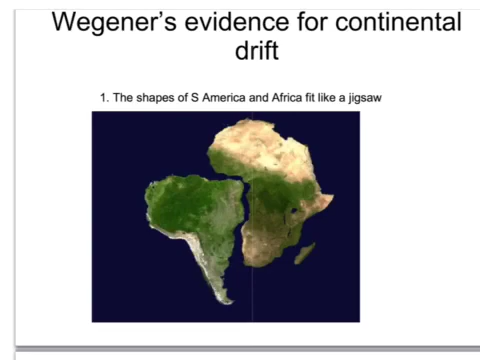 Wegener’s evidence for continental
drift
1. The shapes of S America and Africa fit like a jigsaw